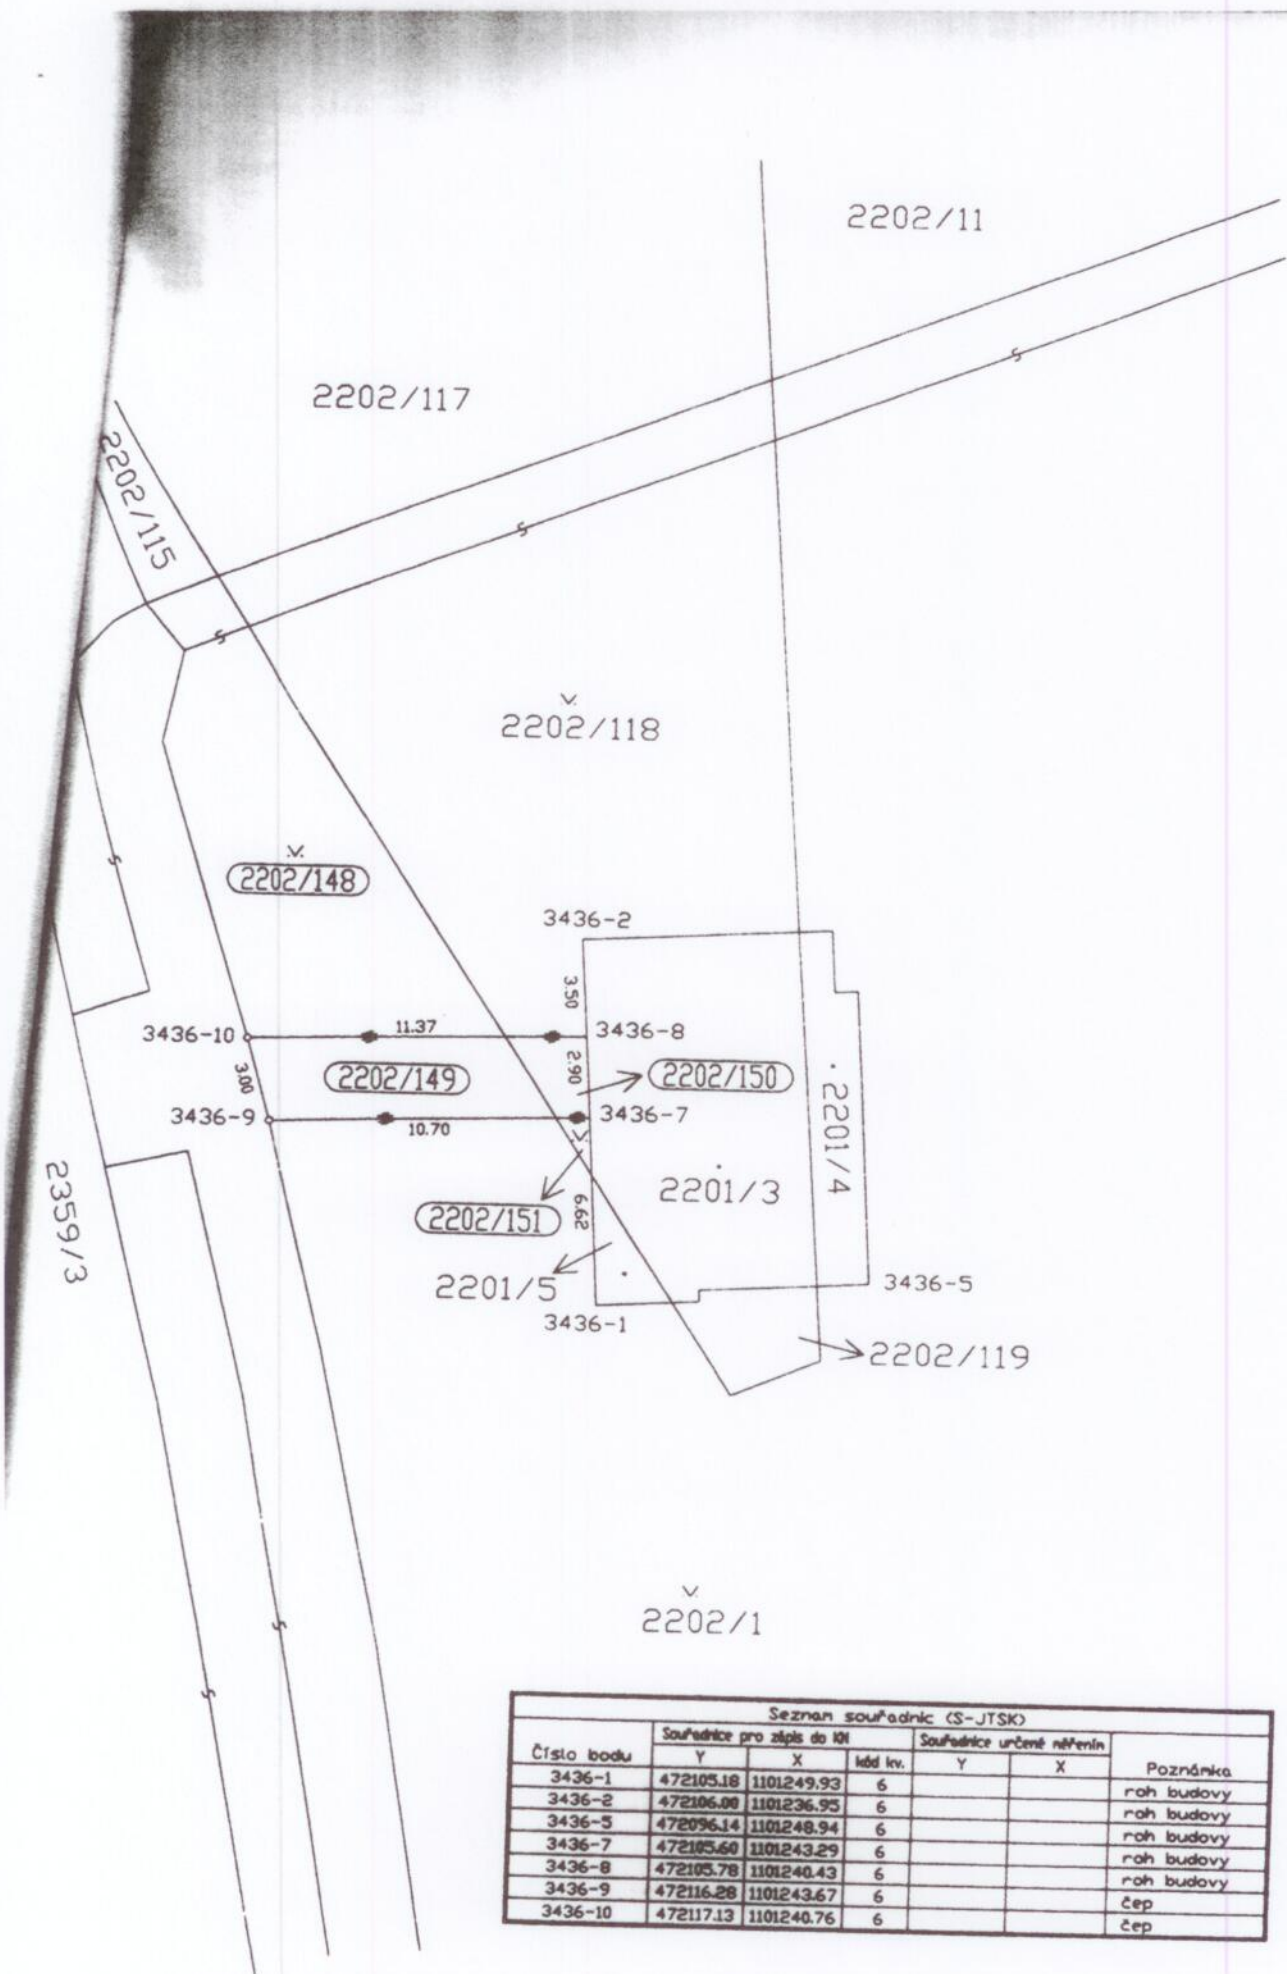 2202/11
2202/117
2202/115
2202/118
2202/148
3436-2
3.50
3436-10
11.37
3436-8
2.90
2202/149
2202/150
3.00
3436-9
10.70
3436-7
2201/4
2201/3
2359/3
6.62
2202/151
2201/5
3436-5
3436-1
2202/119
2202/1
Seznam souřadnic (S-JTSK)
Souřadnice pro zápis do KN Souřadnice určené měřením
Číslo bodu Y X kód kv. Y X Poznámka
3436-1 472105.18 1101249.93 6 roh budovy
3436-2 472106.00 1101236.95 6 roh budovy
3436-5 472096.14 1101248.94 6 roh budovy
3436-7 472105.60 1101243.29 6 roh budovy
3436-8 472105.78 1101240.43 6 roh budovy
3436-9 472116.28 1101243.67 6 čep
3436-10 472117.13 1101240.76 6 čep